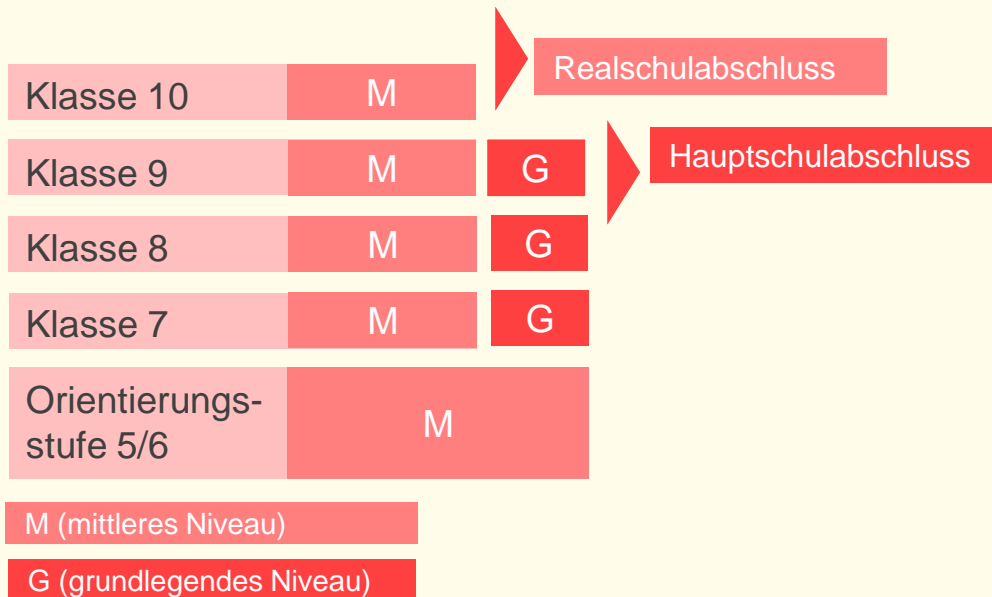 Realschulabschluss
Klasse 10 M
Hauptschulabschluss
Klasse 9 M G
Klasse 8 M G
Klasse 7 M G
Orientierungs-
stufe 5/6
M
M (mittleres Niveau)
G (grundlegendes Niveau)